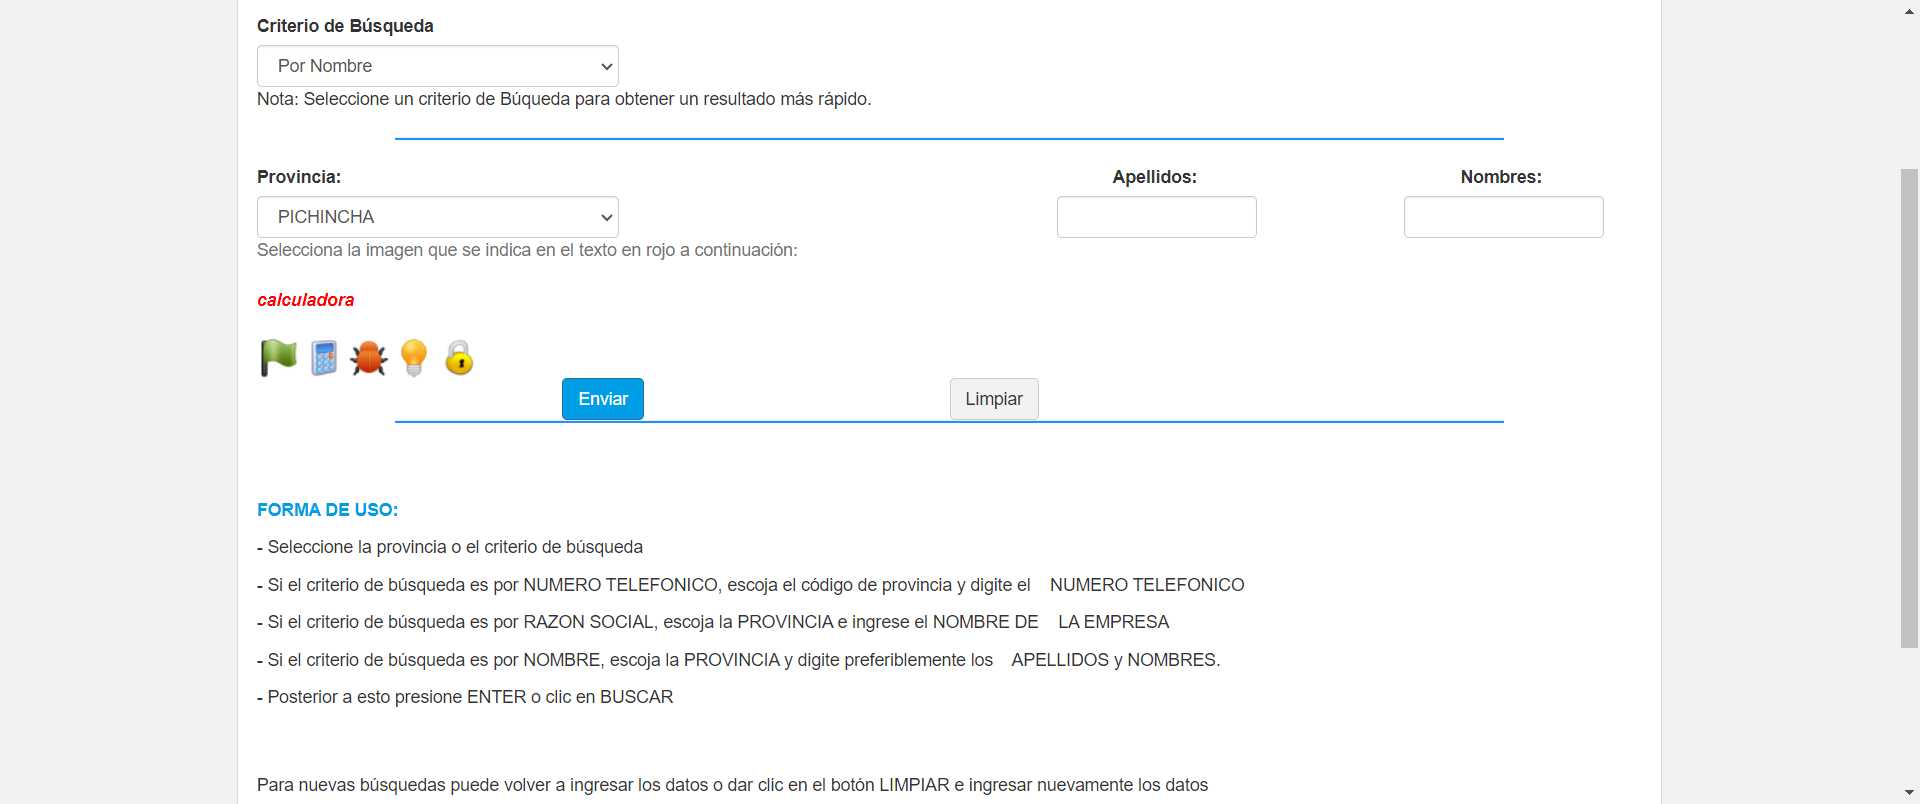 Criterio de Búsqueda
Por Nombre
Nota: Seleccione un criterio de Búqueda para obtener un resultado más rápido.
Provincia:
Apellidos:
Nombres:
PICHINCHA
Selecciona la imagen que se indica en el texto en rojo a continuación:
calculadora
Enviar
Limpiar
FORMA DE USO:
- Seleccione la provincia o el criterio de búsqueda
- Si el criterio de búsqueda es por NUMERO TELEFONICO, escoja el código de provincia y digite el NUMERO TELEFONICO
- Si el criterio de búsqueda es por RAZON SOCIAL, escoja la PROVINCIA e ingrese el NOMBRE DE LA EMPRESA
- Si el criterio de búsqueda es por NOMBRE, escoja la PROVINCIA y digite preferiblemente los APELLIDOS y NOMBRES.
- Posterior a esto presione ENTER o clic en BUSCAR
Para nuevas búsquedas puede volver a ingresar los datos o dar clic en el botón LIMPIAR e ingresar nuevamente los datos